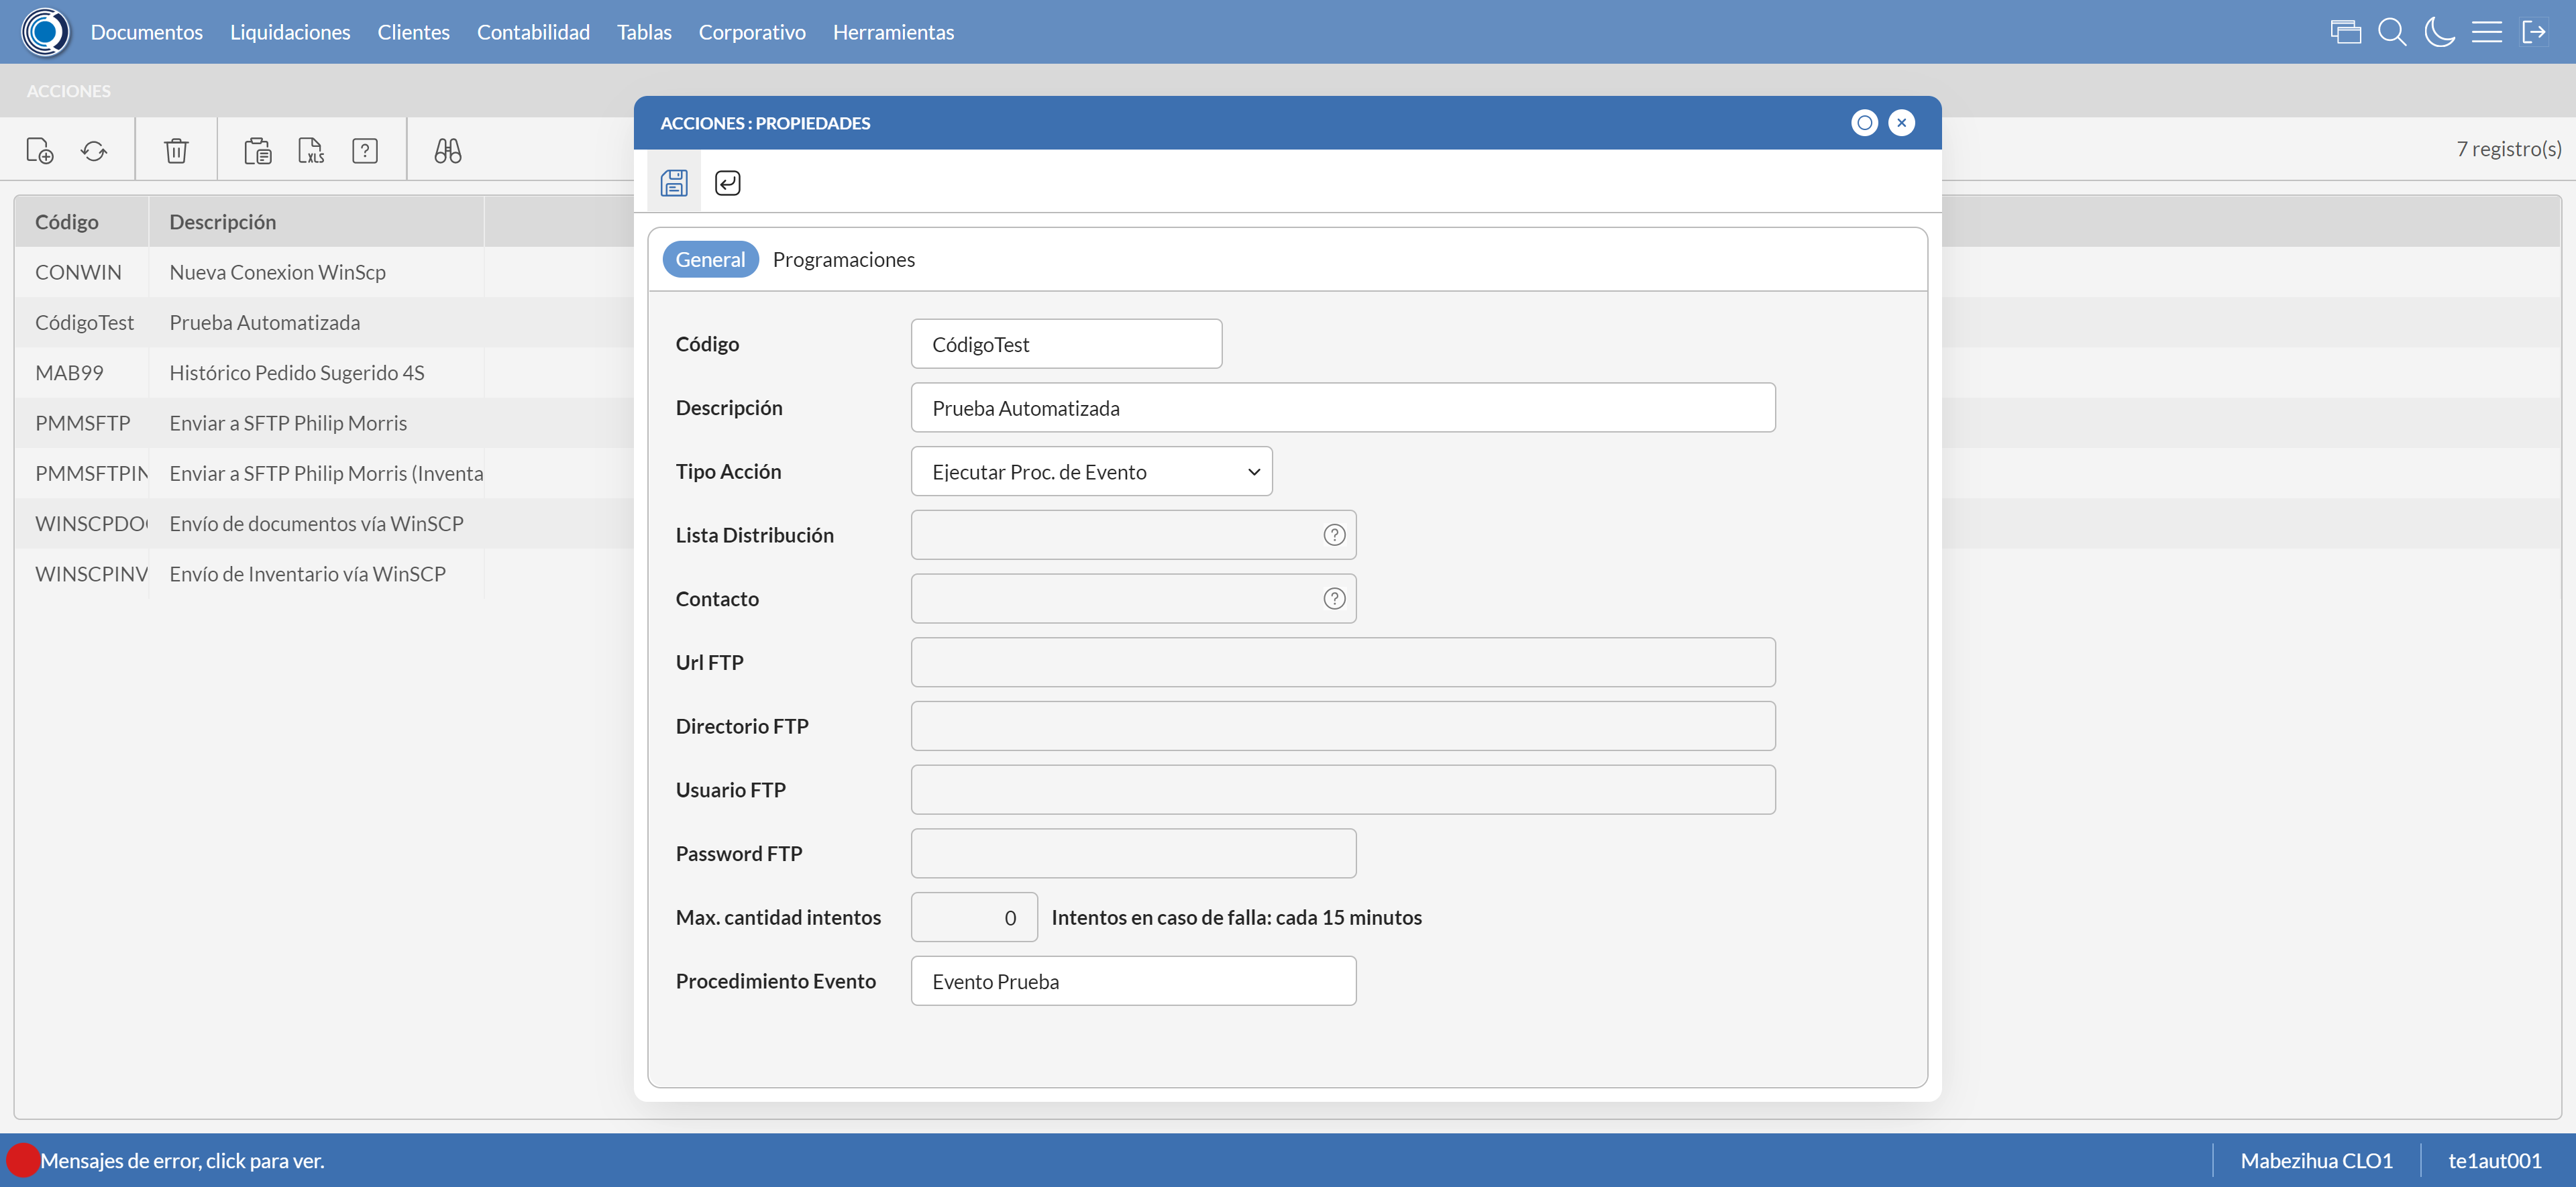 Documentos Liquidaciones Clientes Contabilidad Tablas Corporativo Herramientas
ACCIONES
XLS ?
7 registro(s)
Código Descripción
CONWIN Nueva Conexion WinScp
CódigoTest Prueba Automatizada
MAB99 Histórico Pedido Sugerido 4S
PMMSFTP Enviar a SFTP Philip Morris
PMMSFTPIN Enviar a SFTP Philip Morris (Inventa
WINSCPDO Envío de documentos vía WinSCP
WINSCPINV Envío de Inventario vía WinSCP
ACCIONES : PROPIEDADES
General Programaciones
Código CódigoTest
Descripción Prueba Automatizada
Tipo Acción Ejecutar Proc. de Evento
Lista Distribución ?
Contacto ?
Url FTP
Directorio FTP
Usuario FTP
Password FTP
Max. cantidad intentos 0 Intentos en caso de falla: cada 15 minutos
Procedimiento Evento Evento Prueba
Mensajes de error, click para ver.
Mabezihua CLO1 te1aut001